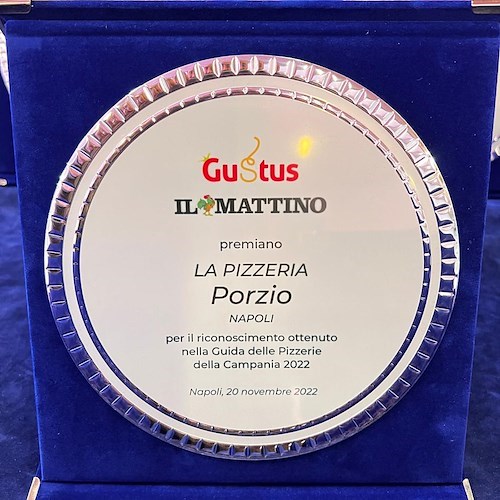 Gustus
IL MATTINO
premiano
LA PIZZERIA
Porzio
NAPOLI
per il riconoscimento ottenuto
nella Guida delle Pizzerie
della Campania 2022
Napoli, 20 novembre 2022